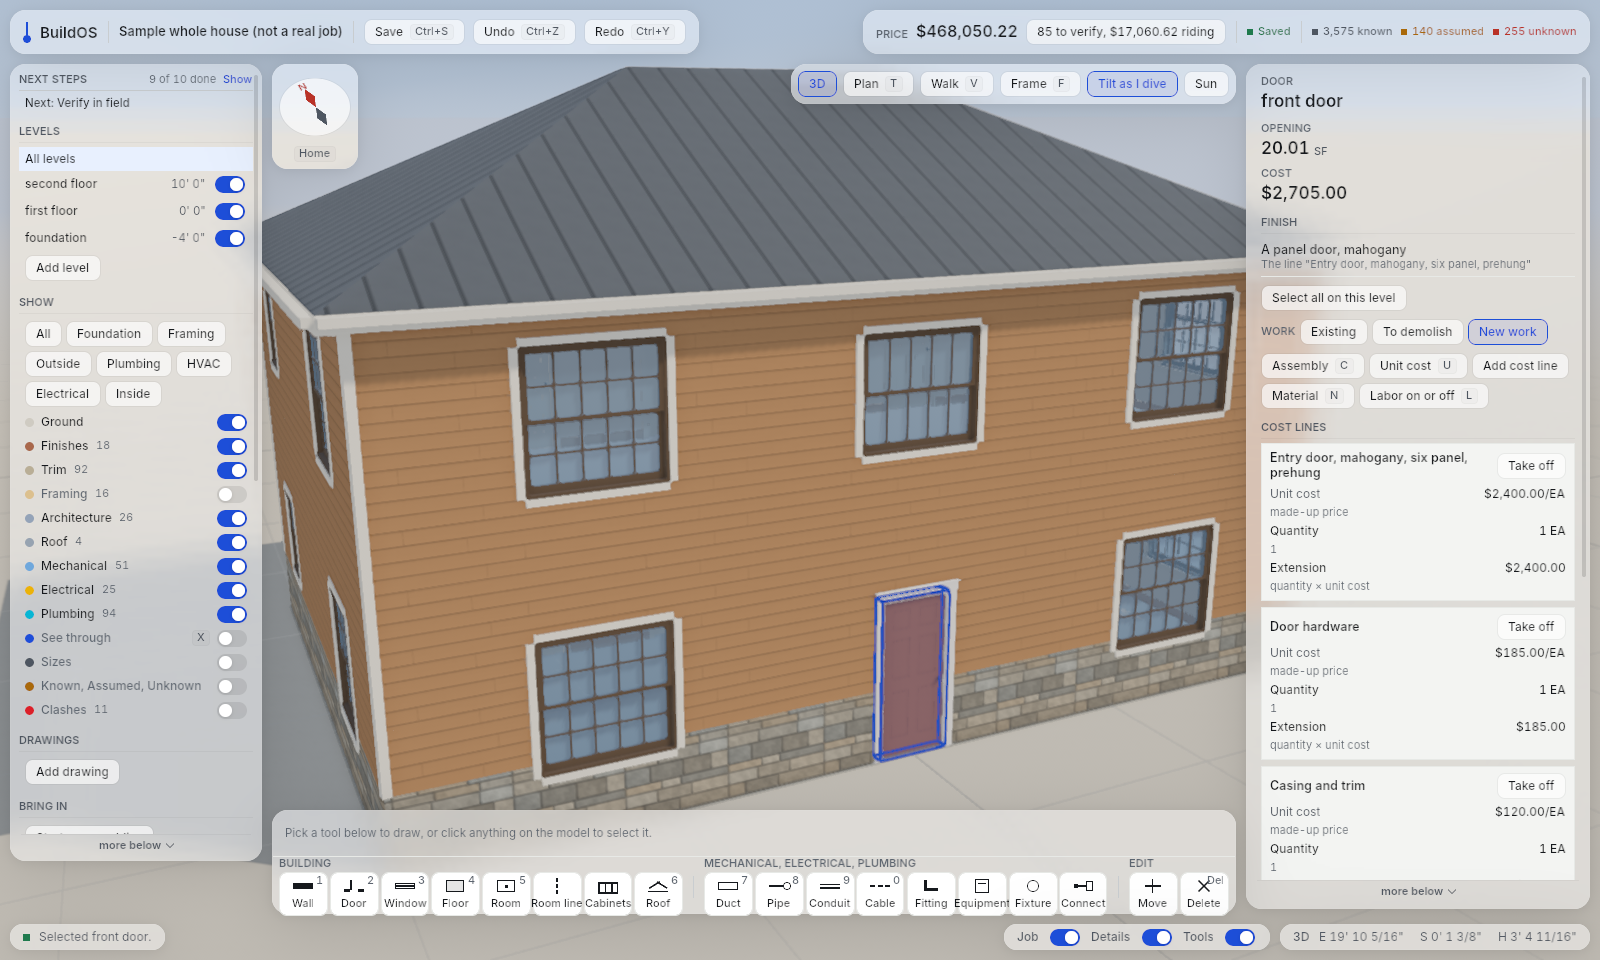 BuildOS
Sample whole house (not a real job)
Save Ctrl+S
Undo Ctrl+Z
Redo Ctrl+Y
PRICE $468,050.22
85 to verify, $17,060.62 riding
Saved
3,575 known
140 assumed
255 unknown
NEXT STEPS 9 of 10 done Show
Next: Verify in field
LEVELS
All levels
second floor 10' 0"
first floor 0' 0"
foundation -4' 0"
Add level
SHOW
All Foundation Framing
Outside Plumbing HVAC
Electrical Inside
Ground
Finishes 18
Trim 92
Framing 16
Architecture 26
Roof 4
Mechanical 51
Electrical 25
Plumbing 94
See through X
Sizes
Known, Assumed, Unknown
Clashes 11
DRAWINGS
Add drawing
BRING IN
more below
N
Home
3D
Plan T
Walk V
Frame F
Tilt as I dive
Sun
DOOR
front door
OPENING
20.01 SF
COST
$2,705.00
FINISH
A panel door, mahogany
The line "Entry door, mahogany, six panel, prehung"
Select all on this level
WORK Existing To demolish New work
Assembly C Unit cost U Add cost line
Material N Labor on or off L
COST LINES
Entry door, mahogany, six panel, prehung Take off
Unit cost $2,400.00/EA
made-up price
Quantity 1 EA
1
Extension $2,400.00
quantity × unit cost
Door hardware Take off
Unit cost $185.00/EA
made-up price
Quantity 1 EA
1
Extension $185.00
quantity × unit cost
Casing and trim Take off
Unit cost $120.00/EA
made-up price
Quantity 1 EA
1
more below
Pick a tool below to draw, or click anything on the model to select it.
BUILDING
Wall 1
Door 2
Window 3
Floor 4
Room 5
Room line
Cabinets
Roof 6
MECHANICAL, ELECTRICAL, PLUMBING
Duct 7
Pipe 8
Conduit 9
Cable 0
Fitting
Equipment
Fixture
Connect
EDIT
Move
Delete Del
Selected front door.
Job Details Tools
3D E 19' 10 5/16" S 0' 1 3/8" H 3' 4 11/16"